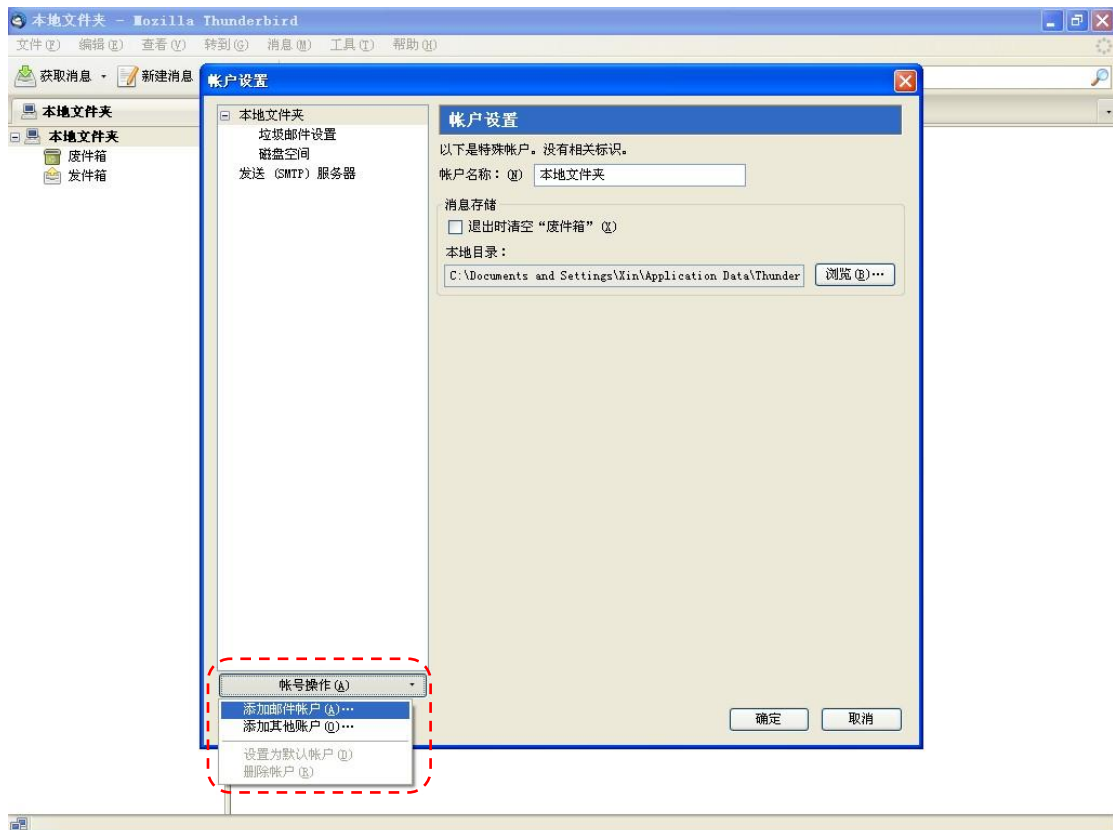 本地文件夹 - Mozilla Thunderbird
文件(F) 编辑(E) 查看(V) 转到(G) 消息(M) 工具(T) 帮助(H)
获取消息 新建消息
本地文件夹
本地文件夹
废件箱
发件箱
帐户设置
本地文件夹
垃圾邮件设置
磁盘空间
发送 (SMTP) 服务器
帐户设置
以下是特殊帐户。没有相关标识。
帐户名称：(N) 本地文件夹
消息存储
退出时清空“废件箱” (X)
本地目录：
C:\Documents and Settings\Xin\Application Data\Thunder 浏览(B)…
帐号操作(A)
添加邮件帐户(A)…
添加其他账户(O)…
设置为默认帐户(D)
删除帐户(R)
确定 取消